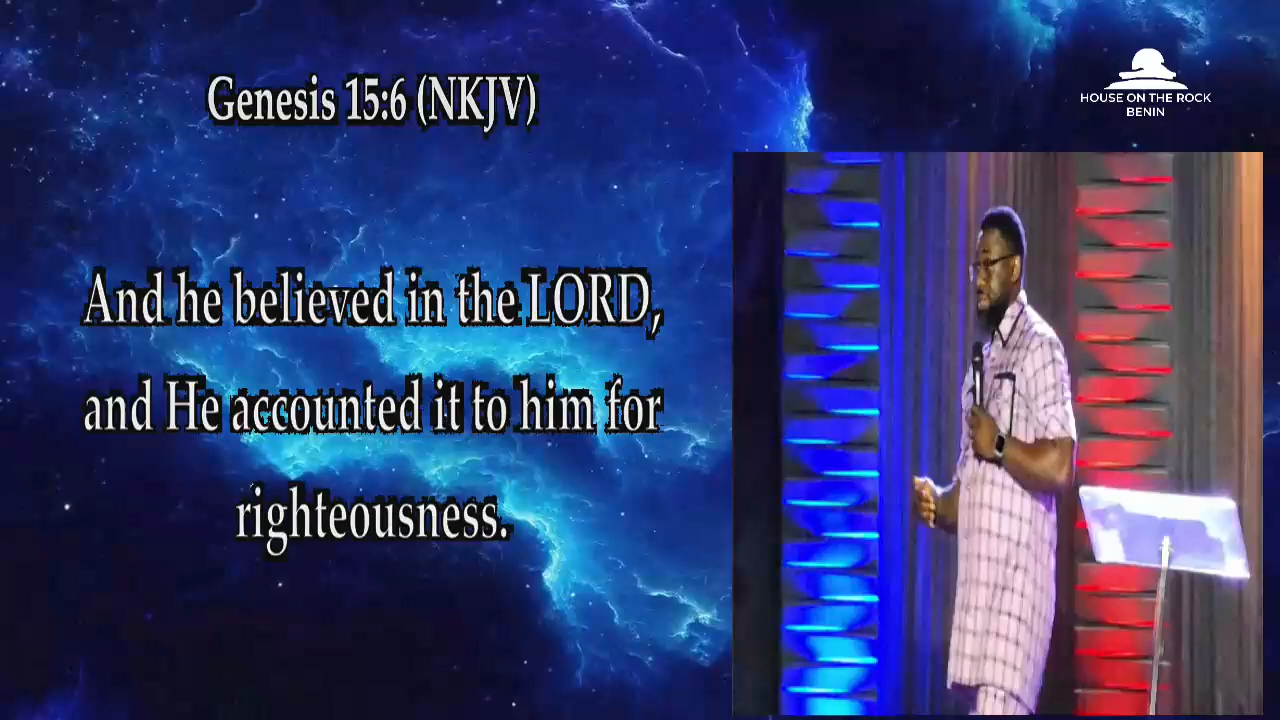 Genesis 15:6 (NKJV)
HOUSE ON THE ROCK
BENIN
And he believed in the LORD,
and He accounted it to him for
righteousness.